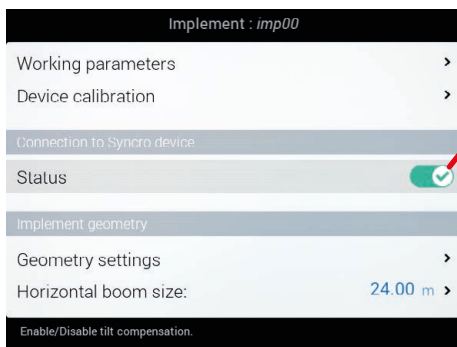 Implement : imp00
Working parameters
Device calibration
Connection to Syncro device
Status
Implement geometry
Geometry settings
Horizontal boom size: 24.00 m
Enable/Disable tilt compensation.